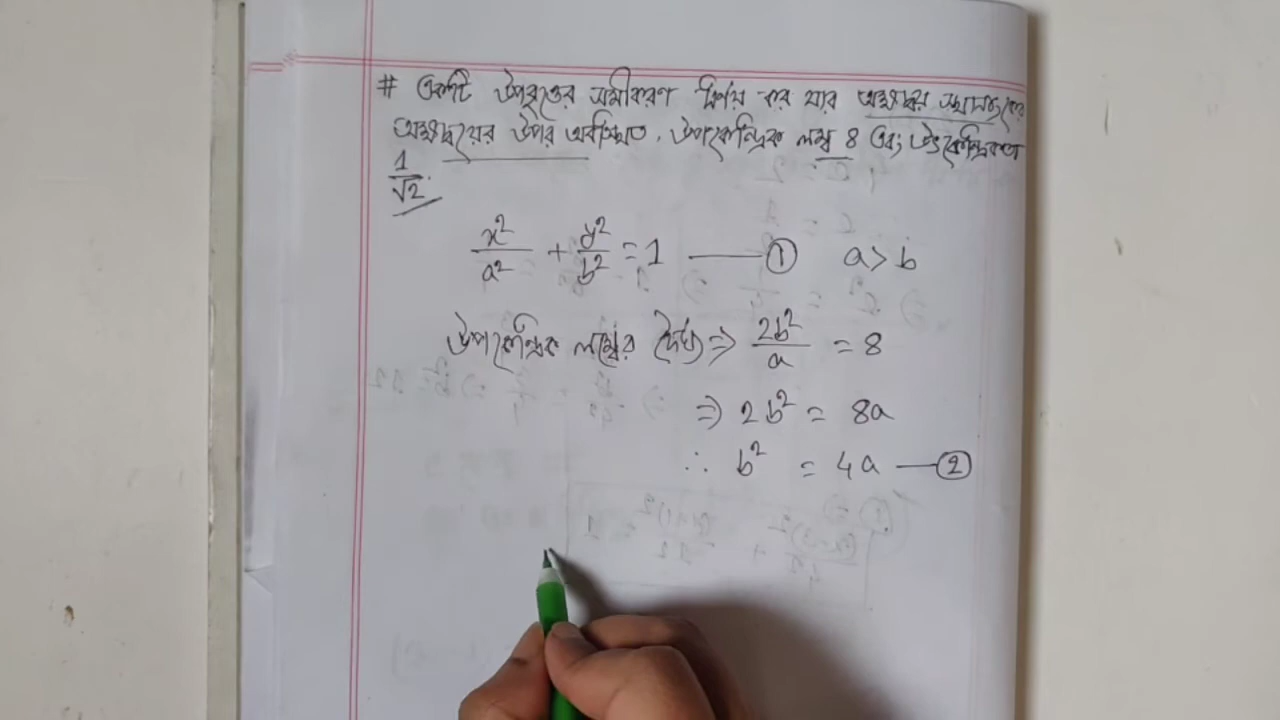 # একটি উপবৃত্তের সমীকরণ নির্ণয় কর যার অক্ষদ্বয় স্থানাঙ্কের
অক্ষদ্বয়ের উপর অবস্থিত, উপকেন্দ্রিক লম্ব 8 এবং উৎকেন্দ্রিকতা
1/√2.
x²/a² + y²/b² = 1 —— ① a > b
উপকেন্দ্রিক লম্বের দৈর্ঘ্য ⇒ 2b²/a = 8
⇒ 2b² = 8a
∴ b² = 4a — ②